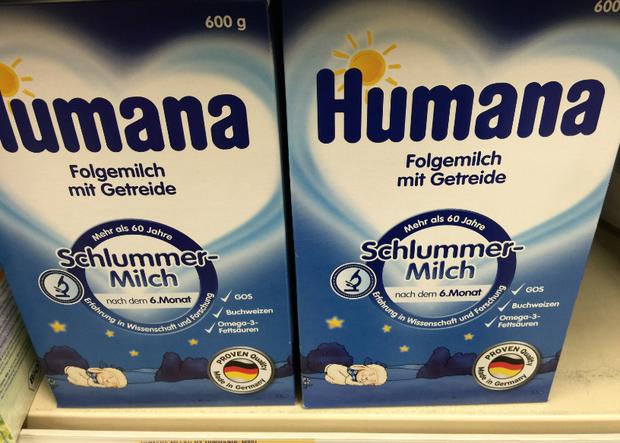 600 g
Humana
Folgemilch
mit Getreide
Mehr als 60 Jahre
Schlummer-
Milch
nach dem 6.Monat
Erfahrung in Wissenschaft und Forschung
GOS
Buchweizen
Omega-3-
Fettsäuren
PROVEN Quality
Made in Germany
600
Humana
Folgemilch
mit Getreide
Mehr als 60 Jahre
Schlummer-
Milch
nach dem 6.Monat
Erfahrung in Wissenschaft und Forschung
GOS
Buchweizen
Omega-3-
Fettsäuren
PROVEN Quality
Made in Germany